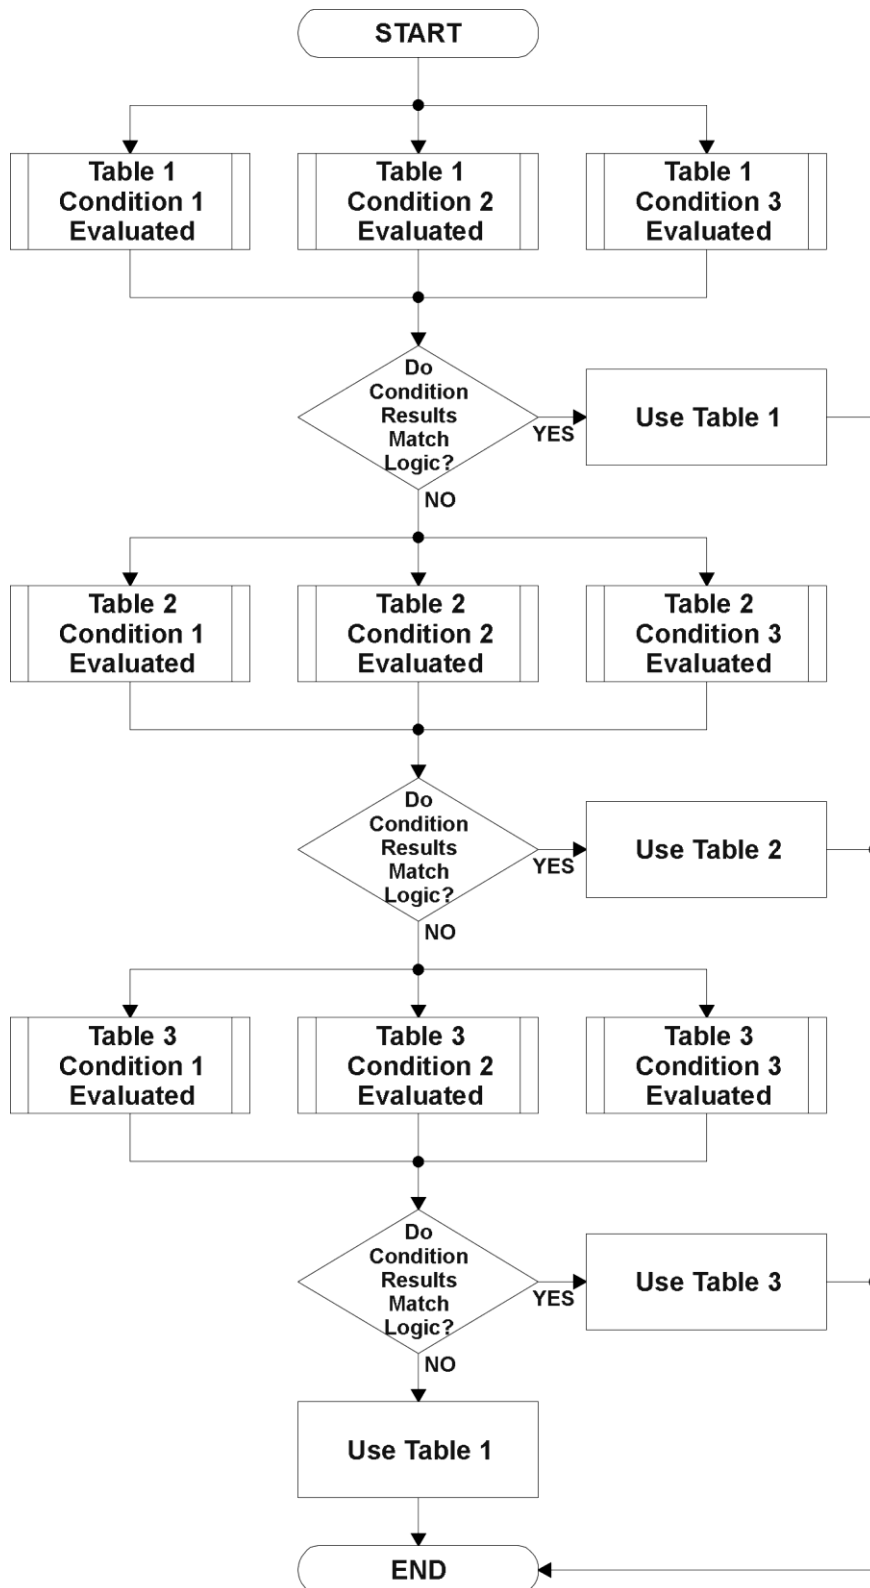 START
Table 1
Condition 1
Evaluated
Table 1
Condition 2
Evaluated
Table 1
Condition 3
Evaluated
Do
Condition
Results
Match
Logic?
YES
Use Table 1
NO
Table 2
Condition 1
Evaluated
Table 2
Condition 2
Evaluated
Table 2
Condition 3
Evaluated
Do
Condition
Results
Match
Logic?
YES
Use Table 2
NO
Table 3
Condition 1
Evaluated
Table 3
Condition 2
Evaluated
Table 3
Condition 3
Evaluated
Do
Condition
Results
Match
Logic?
YES
Use Table 3
NO
Use Table 1
END